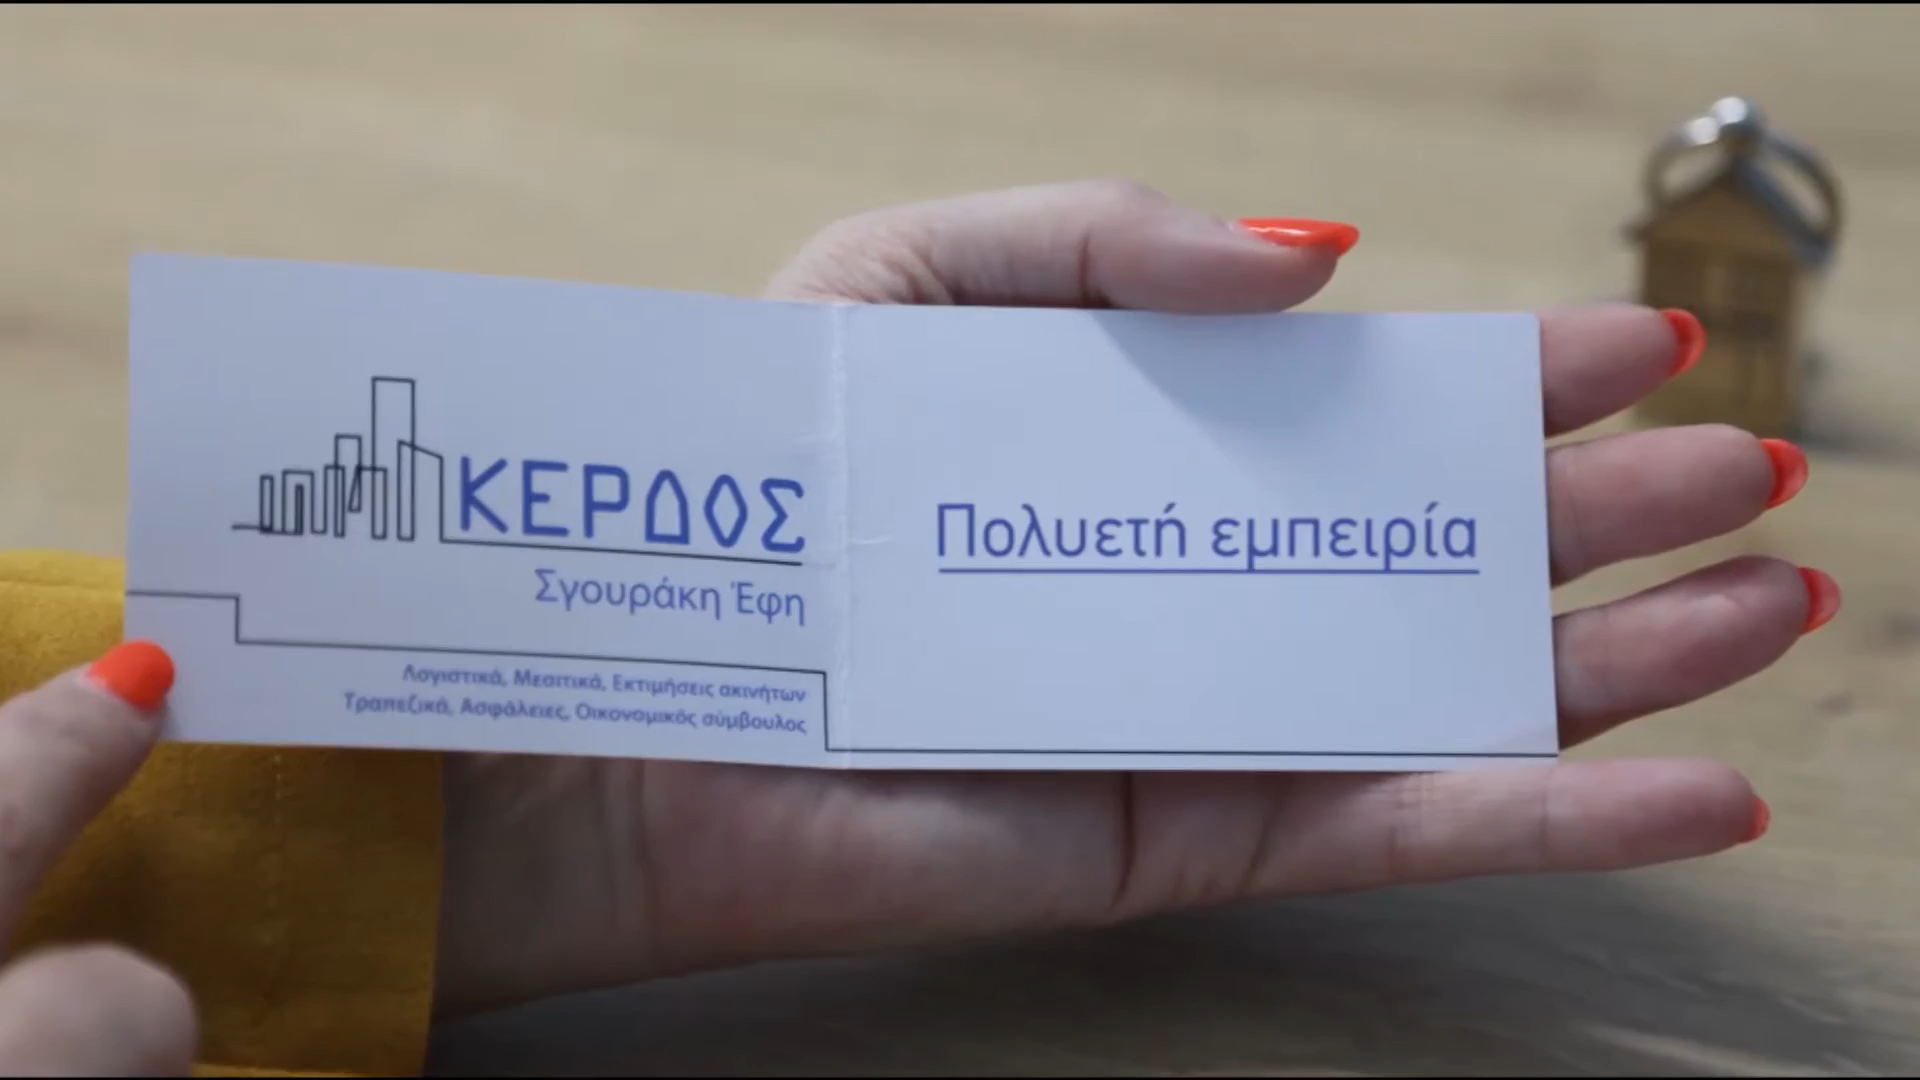 ΚΕΡΔΟΣ
Σγουράκη Έφη
Λογιστικά, Μεσιτικά, Εκτιμήσεις ακινήτων
Τραπεζικά, Ασφάλειες, Οικονομικός σύμβουλος
Πολυετή εμπειρία